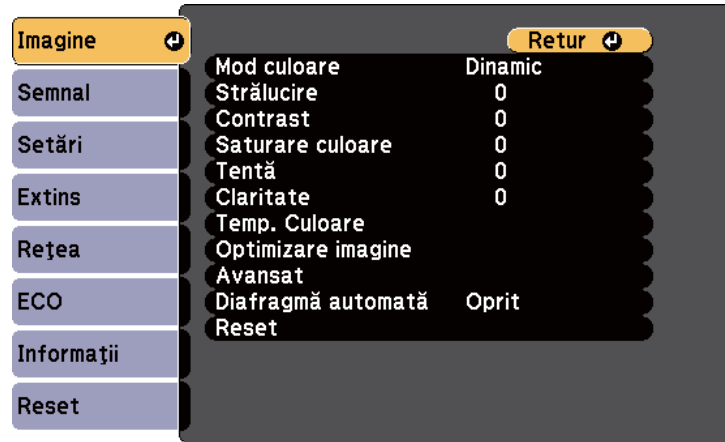 Imagine
Semnal
Setări
Extins
Reţea
ECO
Informaţii
Reset
Retur
Mod culoare Dinamic
Strălucire 0
Contrast 0
Saturare culoare 0
Tentă 0
Claritate 0
Temp. Culoare
Optimizare imagine
Avansat
Diafragmă automată Oprit
Reset